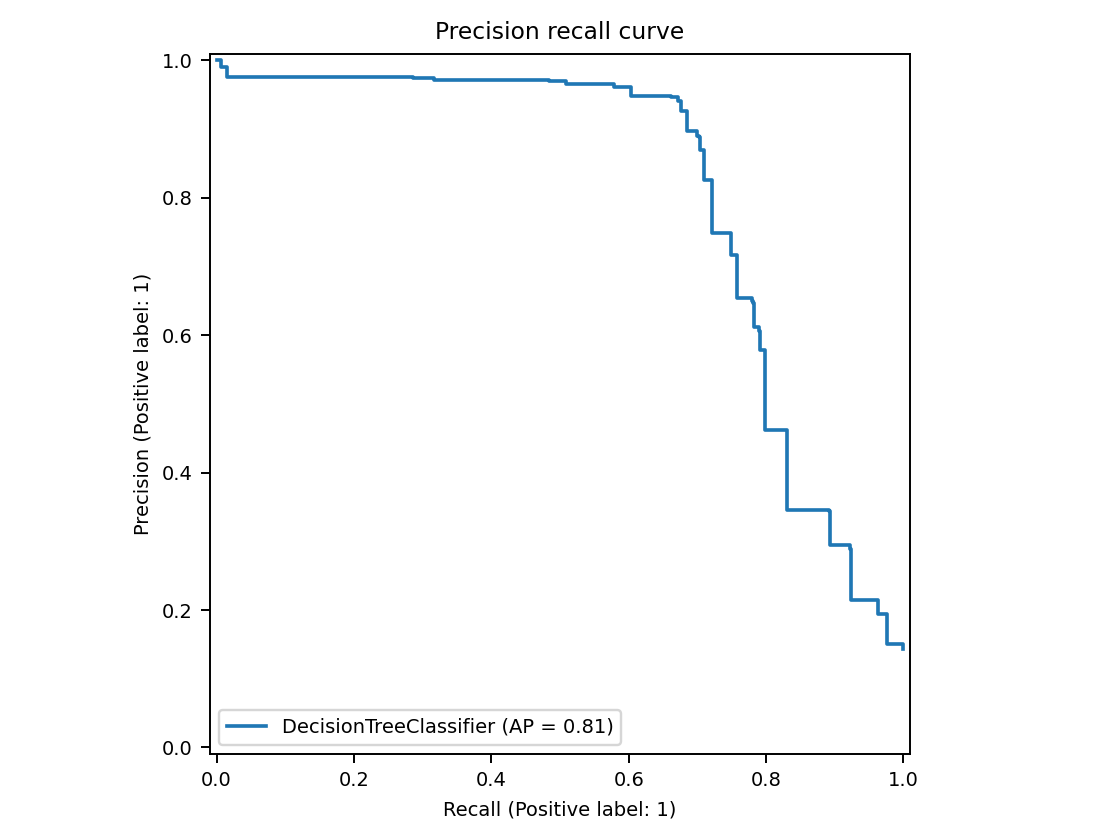 Precision recall curve
1.0
0.8
0.6
0.4
0.2
0.0
Precision (Positive label: 1)
DecisionTreeClassifier (AP = 0.81)
0.0 0.2 0.4 0.6 0.8 1.0
Recall (Positive label: 1)